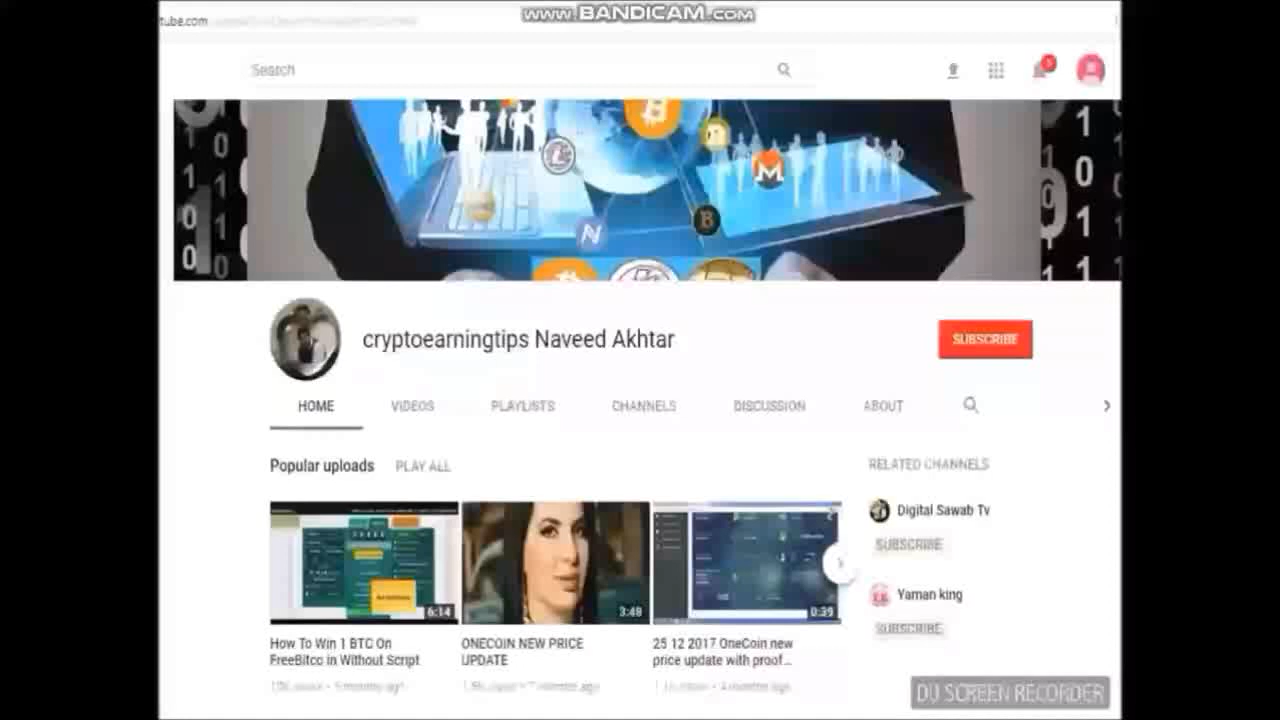 www.BANDICAM.COM
tube.com
Search
cryptoearningtips Naveed Akhtar
SUBSCRIBE
HOME VIDEOS PLAYLISTS CHANNELS DISCUSSION ABOUT
Popular uploads PLAY ALL
6:14
3:48
0:39
How To Win 1 BTC On
FreeBitco in Without Script
ONECOIN NEW PRICE
UPDATE
25 12 2017 OneCoin new
price update with proof...
RELATED CHANNELS
Digital Sawab Tv
SUBSCRIBE
Yaman king
SUBSCRIBE
DU SCREEN RECORDER